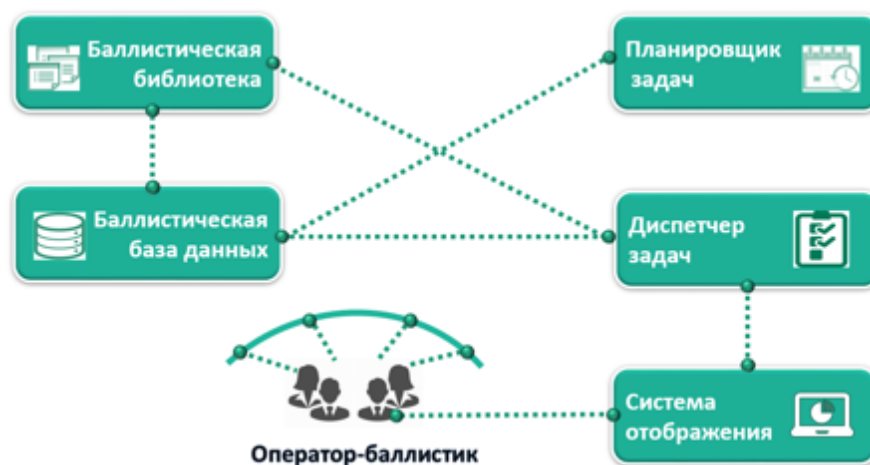 Баллистическая
библиотека
Планировщик
задач
Баллистическая
база данных
Диспетчер
задач
Система
отображения
Оператор-баллистик